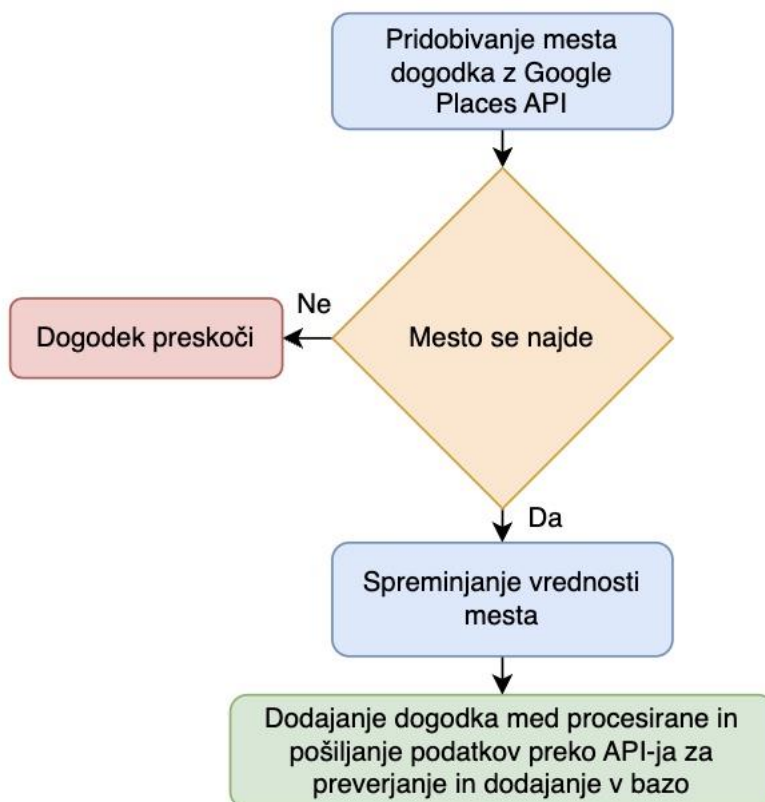 Pridobivanje mesta
dogodka z Google
Places API
Ne
Dogodek preskoči
Mesto se najde
Da
Spreminjanje vrednosti
mesta
Dodajanje dogodka med procesirane in
pošiljanje podatkov preko API-ja za
preverjanje in dodajanje v bazo